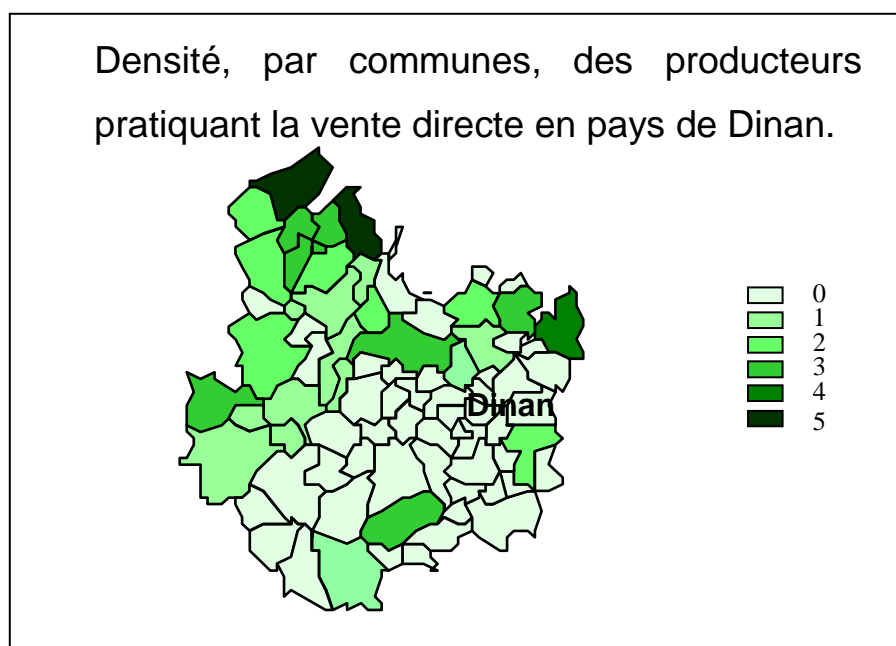 Densité, par communes, des producteurs
pratiquant la vente directe en pays de Dinan.
0
1
2
3
Dinan
4
5